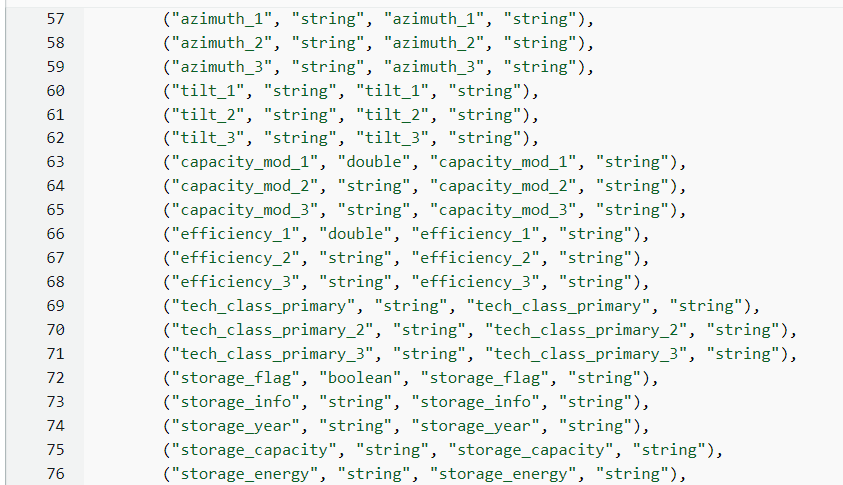 57 ("azimuth_1", "string", "azimuth_1", "string"),
58 ("azimuth_2", "string", "azimuth_2", "string"),
59 ("azimuth_3", "string", "azimuth_3", "string"),
60 ("tilt_1", "string", "tilt_1", "string"),
61 ("tilt_2", "string", "tilt_2", "string"),
62 ("tilt_3", "string", "tilt_3", "string"),
63 ("capacity_mod_1", "double", "capacity_mod_1", "string"),
64 ("capacity_mod_2", "string", "capacity_mod_2", "string"),
65 ("capacity_mod_3", "string", "capacity_mod_3", "string"),
66 ("efficiency_1", "double", "efficiency_1", "string"),
67 ("efficiency_2", "string", "efficiency_2", "string"),
68 ("efficiency_3", "string", "efficiency_3", "string"),
69 ("tech_class_primary", "string", "tech_class_primary", "string"),
70 ("tech_class_primary_2", "string", "tech_class_primary_2", "string"),
71 ("tech_class_primary_3", "string", "tech_class_primary_3", "string"),
72 ("storage_flag", "boolean", "storage_flag", "string"),
73 ("storage_info", "string", "storage_info", "string"),
74 ("storage_year", "string", "storage_year", "string"),
75 ("storage_capacity", "string", "storage_capacity", "string"),
76 ("storage_energy", "string", "storage_energy", "string"),